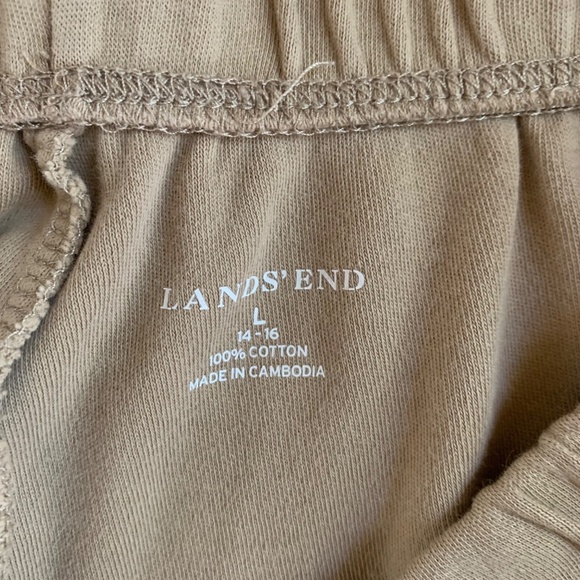 LANDS' END
L
14-16
100% COTTON
MADE IN CAMBODIA